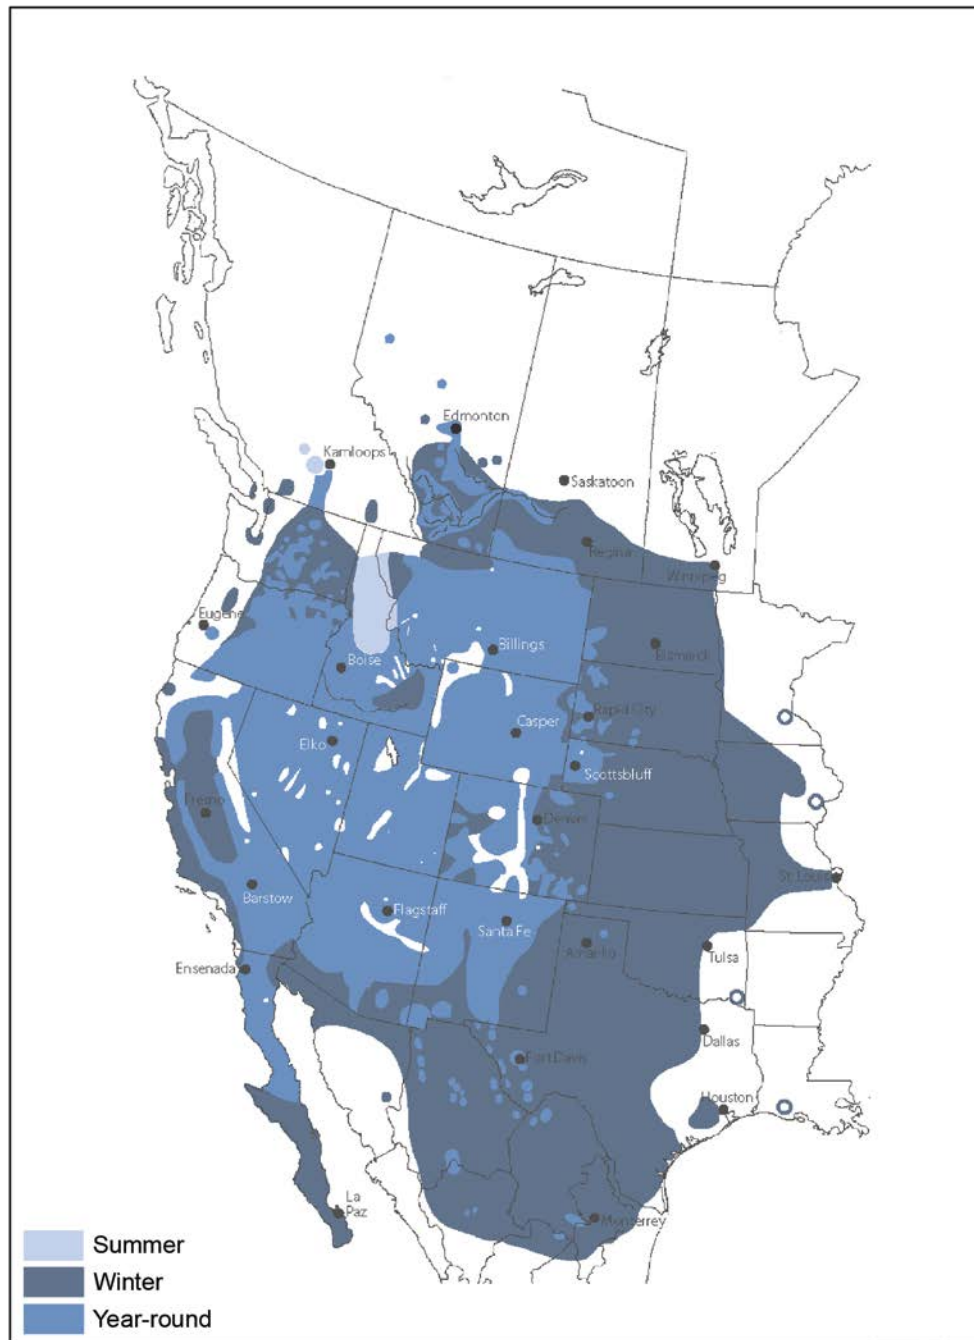 Edmonton
Kamloops
Saskatoon
Regina
Winnipeg
Eugene
Billings
Bismarck
Boise
Rapid City
Casper
Elko
Scottsbluff
Fresno
Denver
St. Louis
Barstow
Flagstaff
Santa Fe
Amarillo
Tulsa
Ensenada
Dallas
Fort Davis
Houston
La
Paz
Monterrey
Summer
Winter
Year-round